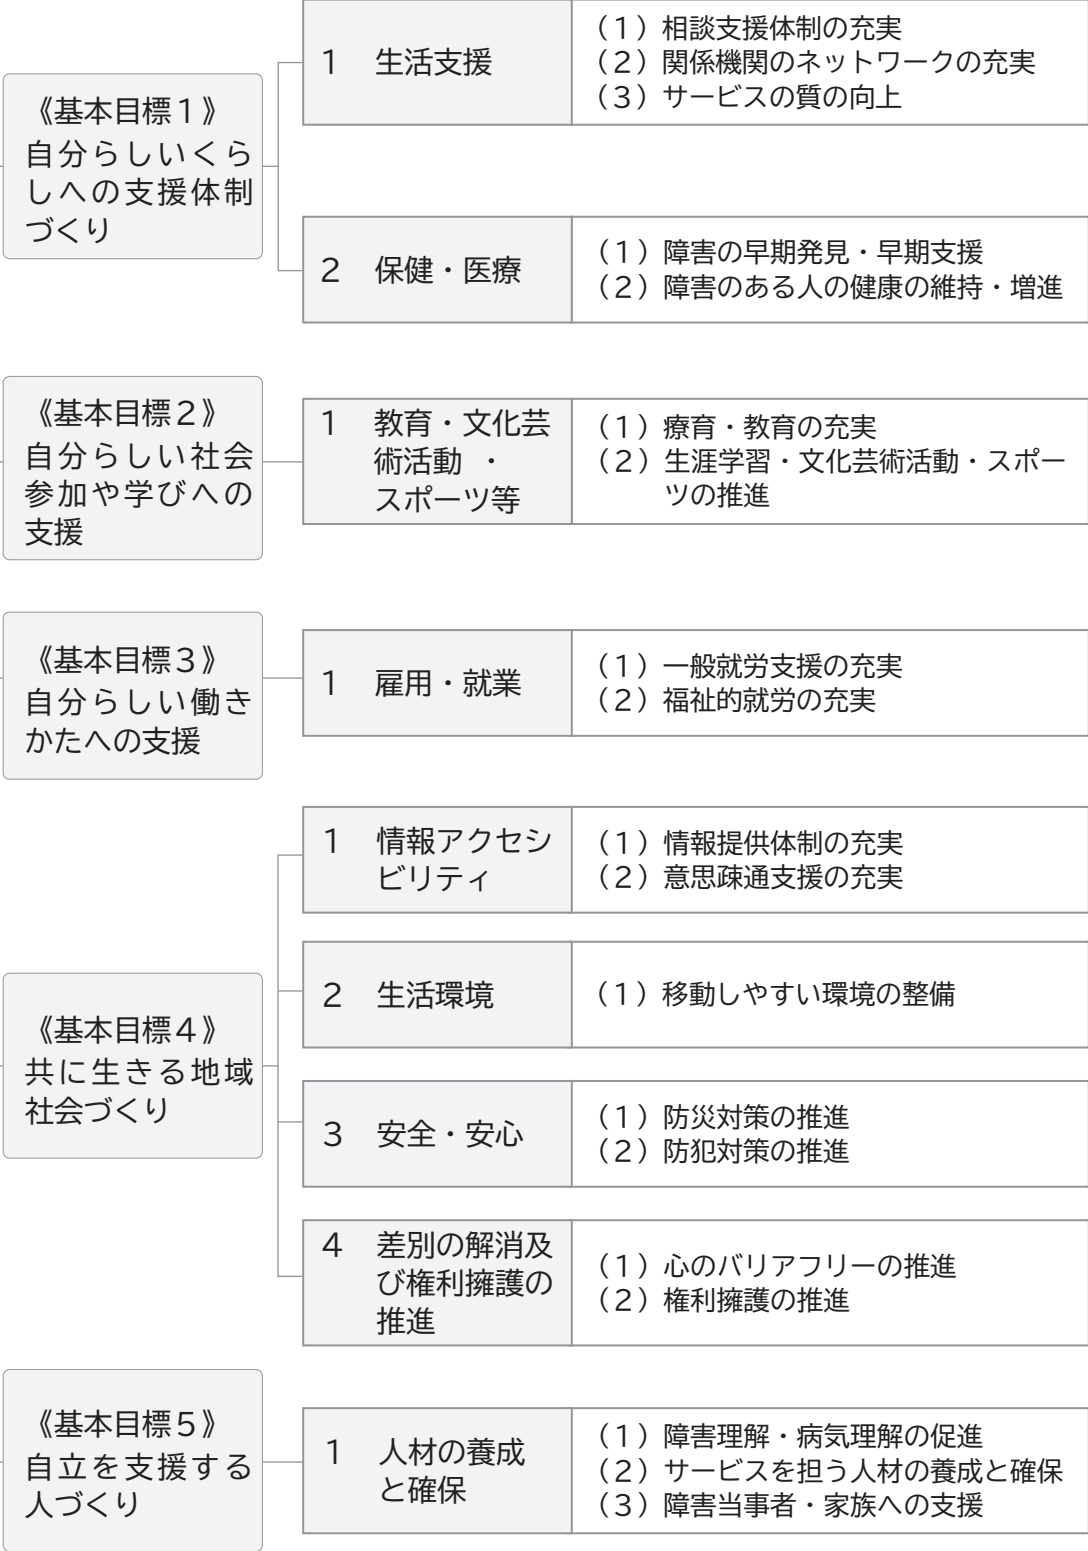 《基本目標１》
自分らしいくら
しへの支援体制
づくり
１　生活支援
（１）相談支援体制の充実
（２）関係機関のネットワークの充実
（３）サービスの質の向上
２　保健・医療
（１）障害の早期発見・早期支援
（２）障害のある人の健康の維持・増進
《基本目標２》
自分らしい社会
参加や学びへの
支援
１　教育・文化芸
術活動　・
スポーツ等
（１）療育・教育の充実
（２）生涯学習・文化芸術活動・スポー
ツの推進
《基本目標３》
自分らしい働き
かたへの支援
１　雇用・就業
（１）一般就労支援の充実
（２）福祉的就労の充実
《基本目標４》
共に生きる地域
社会づくり
１　情報アクセシ
ビリティ
（１）情報提供体制の充実
（２）意思疎通支援の充実
２　生活環境
（１）移動しやすい環境の整備
３　安全・安心
（１）防災対策の推進
（２）防犯対策の推進
４　差別の解消及
び権利擁護の
推進
（１）心のバリアフリーの推進
（２）権利擁護の推進
《基本目標５》
自立を支援する
人づくり
１　人材の養成
と確保
（１）障害理解・病気理解の促進
（２）サービスを担う人材の養成と確保
（３）障害当事者・家族への支援